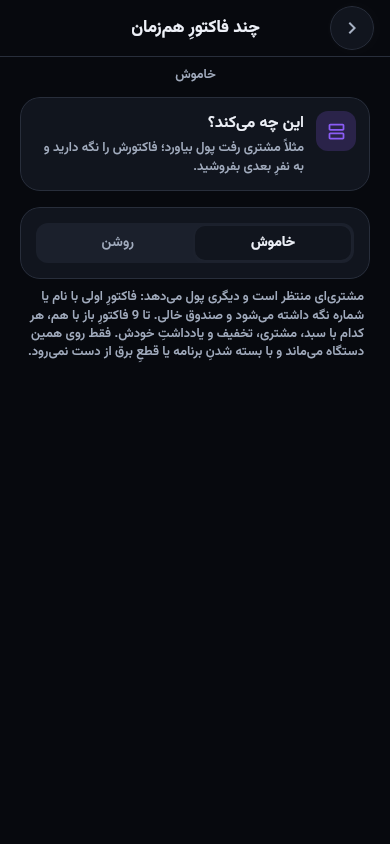 چند فاکتورِ هم‌زمان
خاموش
این چه می‌کند؟
مثلاً مشتری رفت پول بیاورد؛ فاکتورش را نگه دارید و
به نفرِ بعدی بفروشید.
خاموش
روشن
مشتری‌ای منتظر است و دیگری پول می‌دهد: فاکتورِ اولی با نام یا
شماره نگه داشته می‌شود و صندوق خالی. تا 9 فاکتورِ باز با هم، هر
کدام با سبد، مشتری، تخفیف و یادداشتِ خودش. فقط روی همین
دستگاه می‌ماند و با بسته شدنِ برنامه یا قطعِ برق از دست نمی‌رود.